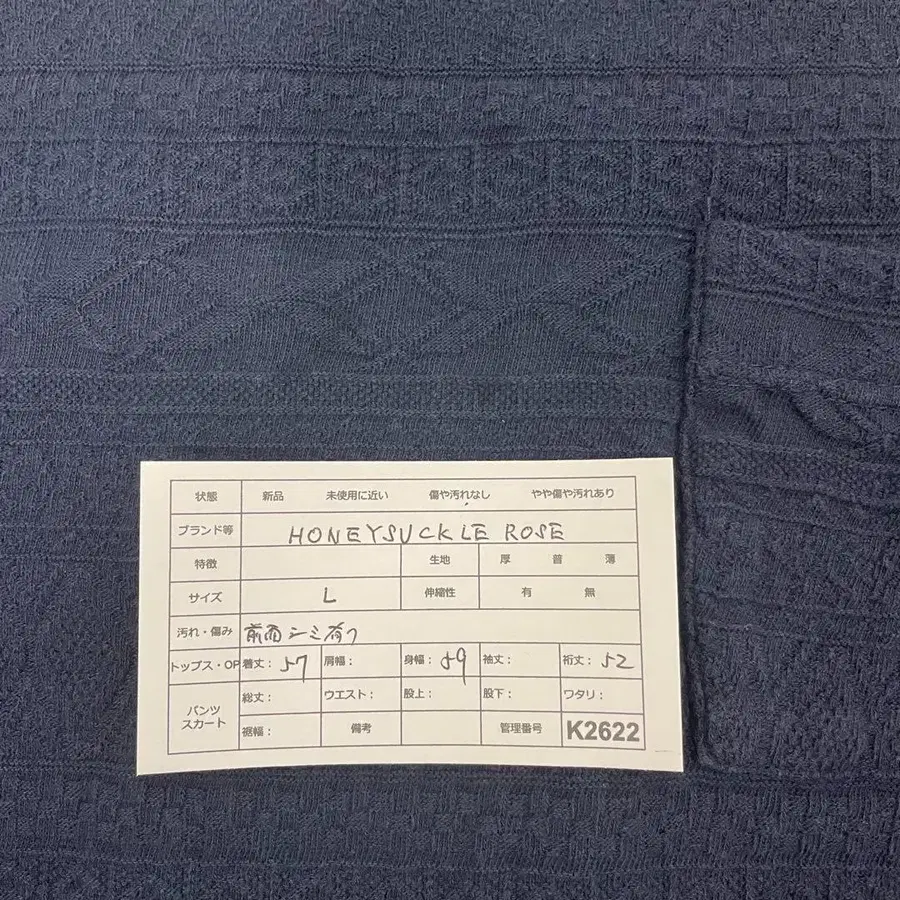 状態 新品 未使用に近い 傷や汚れなし やや傷や汚れあり
ブランド等 HONEYSUCKLE ROSE
特徴 生地 厚 普 薄
サイズ L 伸縮性 有 無
汚れ・傷み 前面シミ有り
トップス・OP 着丈：57 肩幅： 身幅：59 袖丈： 裄丈：52
パンツ スカート 総丈： ウエスト： 股上： 股下： ワタリ：
裾幅： 備考 管理番号 K2622